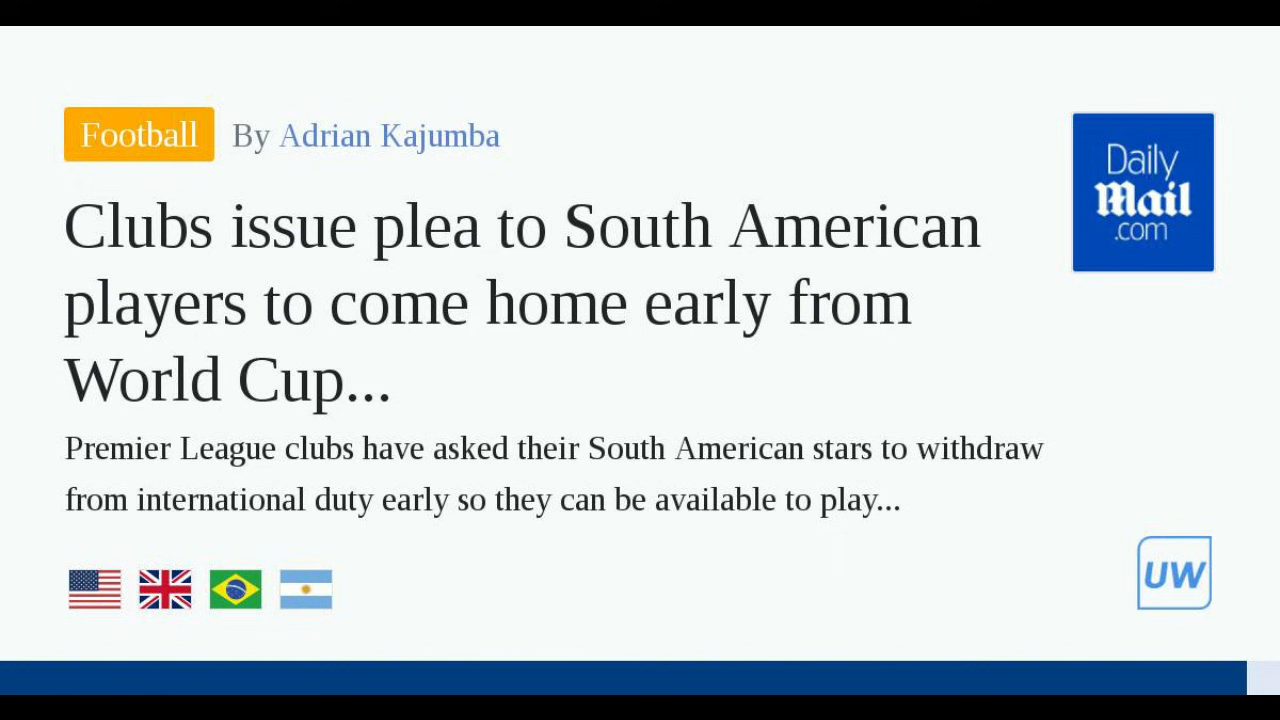 Football By Adrian Kajumba
Daily
Mail
.com
Clubs issue plea to South American
players to come home early from
World Cup...
Premier League clubs have asked their South American stars to withdraw
from international duty early so they can be available to play...
UW